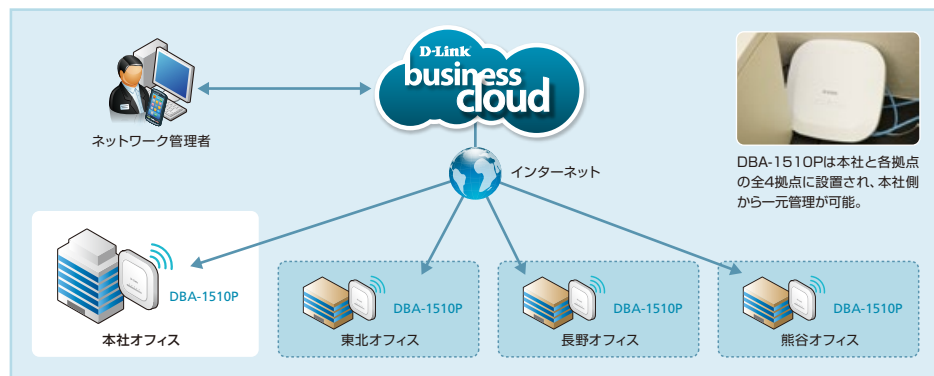 D-Link
business
cloud
ネットワーク管理者
インターネット
DBA-1510Pは本社と各拠点
の全4拠点に設置され、本社側
から一元管理が可能。
DBA-1510P
本社オフィス
DBA-1510P
東北オフィス
DBA-1510P
長野オフィス
DBA-1510P
熊谷オフィス